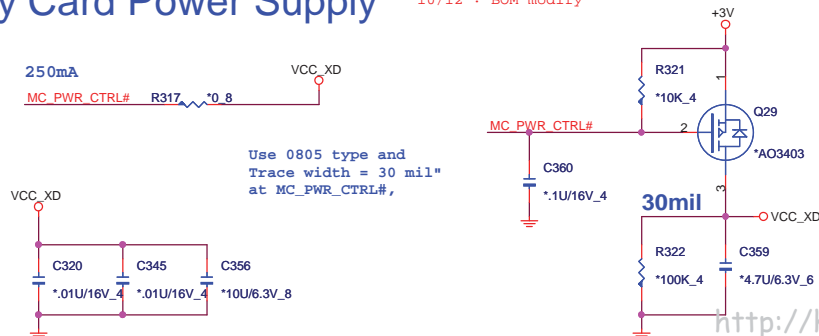 y Card Power Supply
10/12 : BOM modify
250mA
MC_PWR_CTRL#
R317
*0_8
VCC_XD
Use 0805 type and
Trace width = 30 mil"
at MC_PWR_CTRL#,
VCC_XD
C320
*.01U/16V_4
C345
*.01U/16V_4
C356
*10U/6.3V_8
+3V
R321
*10K_4
1
Q29
*AO3403
MC_PWR_CTRL#
2
C360
*.1U/16V_4
3
30mil
VCC_XD
R322
*100K_4
C359
*4.7U/6.3V_6
http://